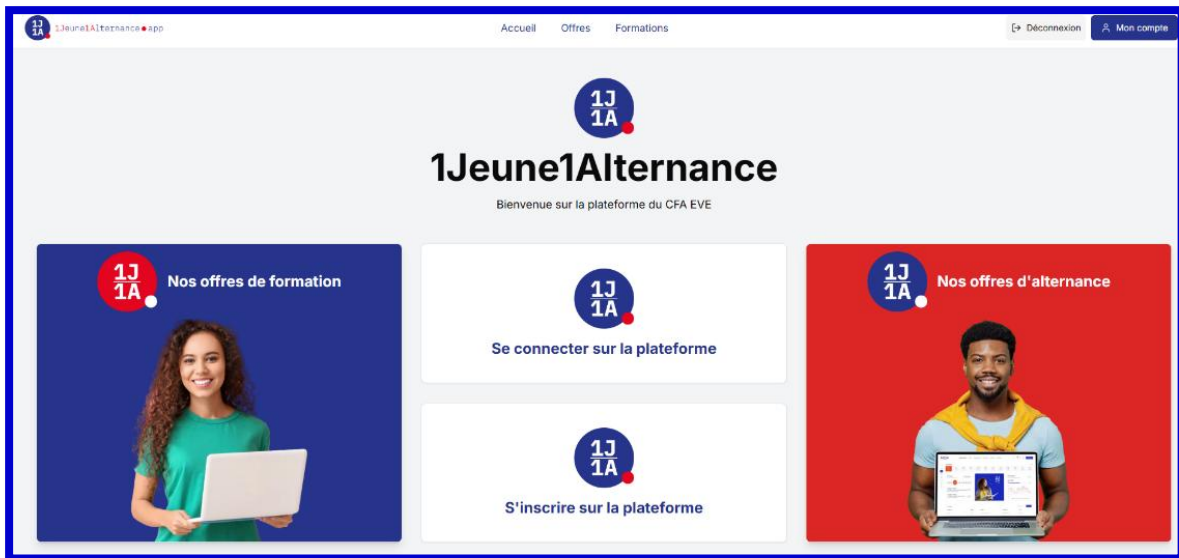 1J
1A
1Jeune1Alternance●app
Accueil
Offres
Formations
Déconnexion
Mon compte
1J
1A
1Jeune1Alternance
Bienvenue sur la plateforme du CFA EVE
1J
1A
Nos offres de formation
1J
1A
Se connecter sur la plateforme
1J
1A
S'inscrire sur la plateforme
1J
1A
Nos offres d'alternance